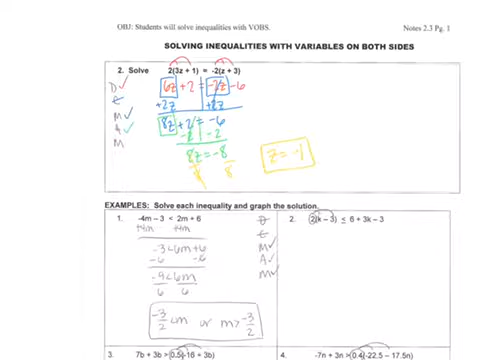 OBJ: Students will solve inequalities with VOBS. Notes 2.3 Pg. 1
SOLVING INEQUALITIES WITH VARIABLES ON BOTH SIDES
2. Solve 2(3z + 1) = -2(z + 3)
D ✓ 6z + 2 = -2z - 6
C +2z +2z
M ✓ 8z + 2 = -6
A ✓ -2 -2
M 8z = -8
8 8
z = -1
EXAMPLES: Solve each inequality and graph the solution.
1. -4m – 3 < 2m + 6
+4m +4m
-3 < 6m + 6
-6 -6
-9 < 6m
6 6
-3/2 < m or m > -3/2
D
C
M ✓
A ✓
M ✓
2. 2(k – 3) ≤ 6 + 3k – 3
3. 7b + 3b > (0.5)(-16 + 3b)
4. -7n + 3n > (0.4)(-22.5 – 17.5n)